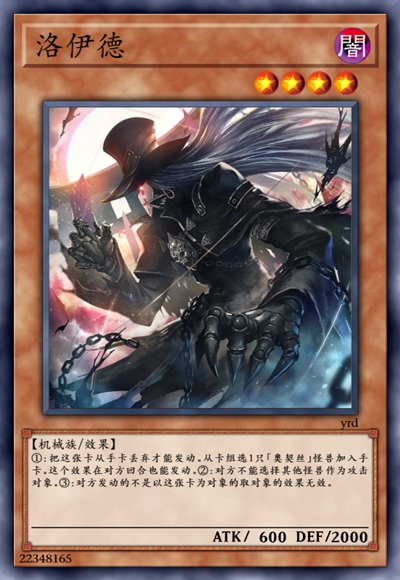 洛伊德
闇
yrd
【机械族/效果】
①:把这张卡从手卡丢弃才能发动。从卡组选1只「奥契丝」怪兽加入手
卡。这个效果在对方回合也能发动。②:对方不能选择其他怪兽作为攻击
对象。③:对方发动的不是以这张卡为对象的取对象的效果无效。
ATK/ 600 DEF/2000
22348165